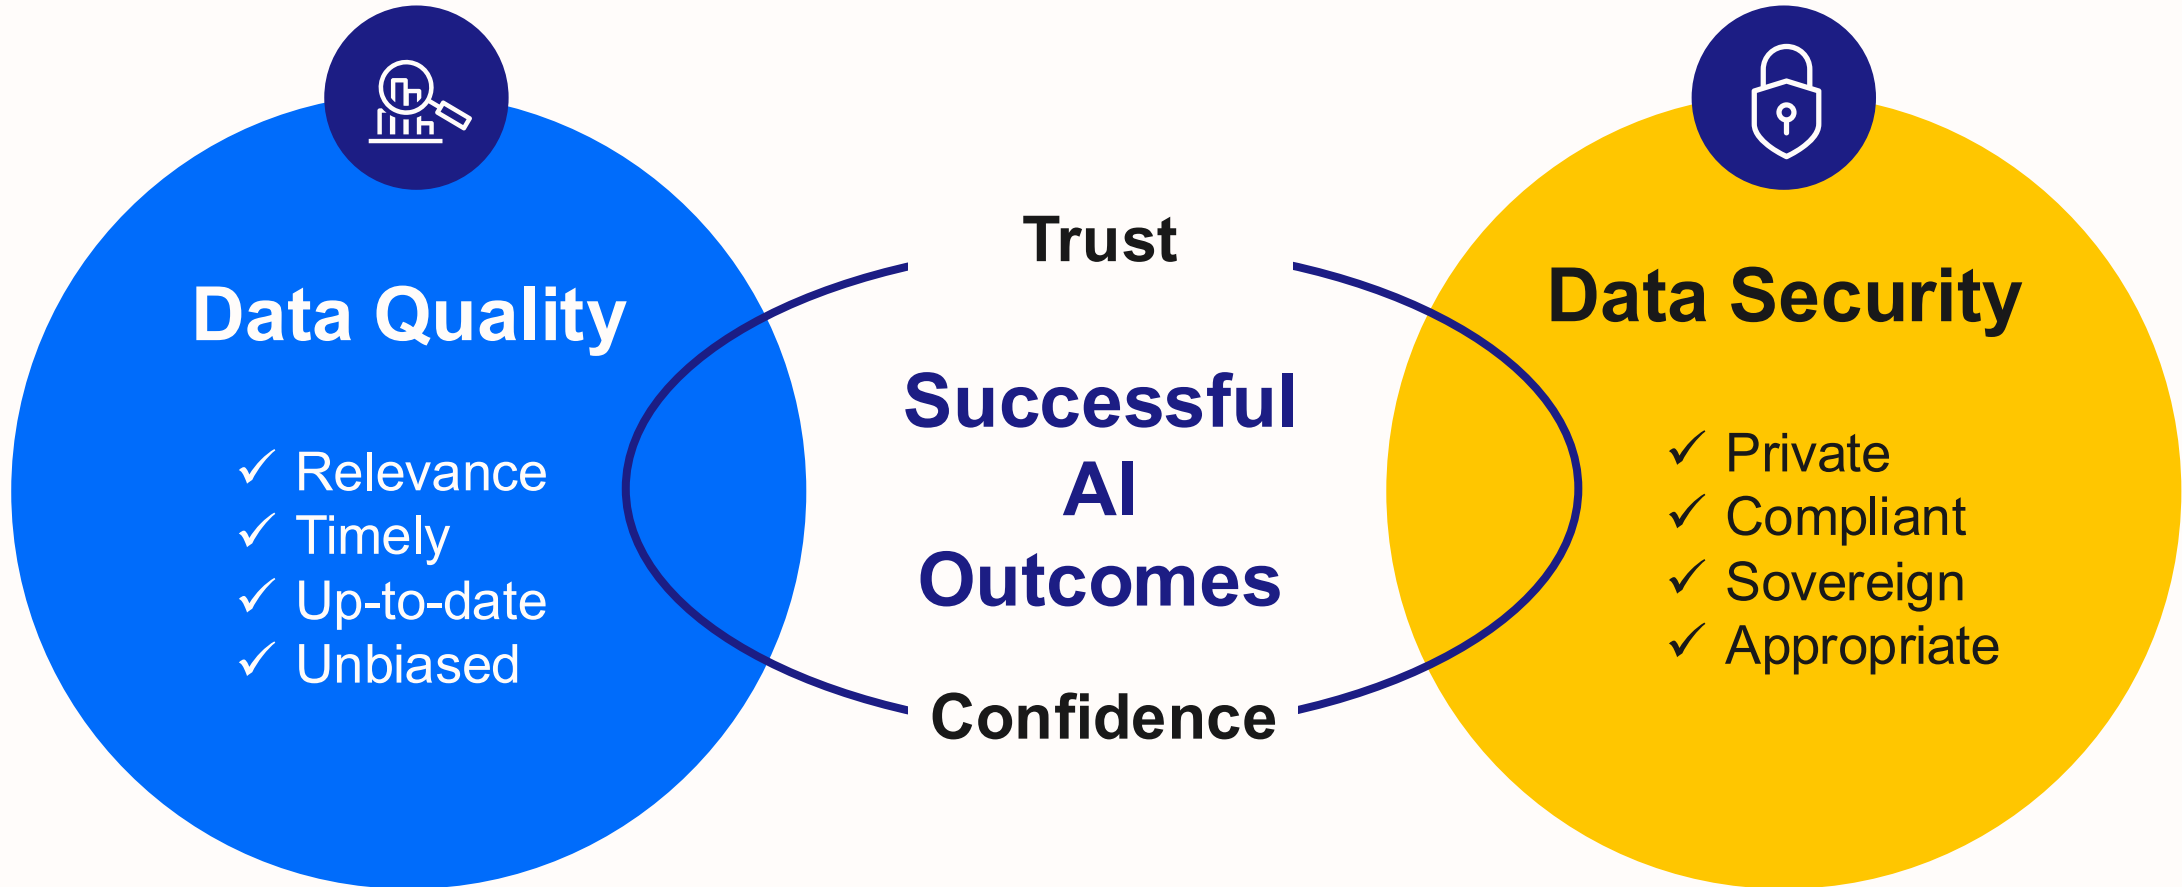 Data Quality
✓ Relevance
✓ Timely
✓ Up-to-date
✓ Unbiased
Trust
Successful
AI
Outcomes
Confidence
Data Security
✓ Private
✓ Compliant
✓ Sovereign
✓ Appropriate